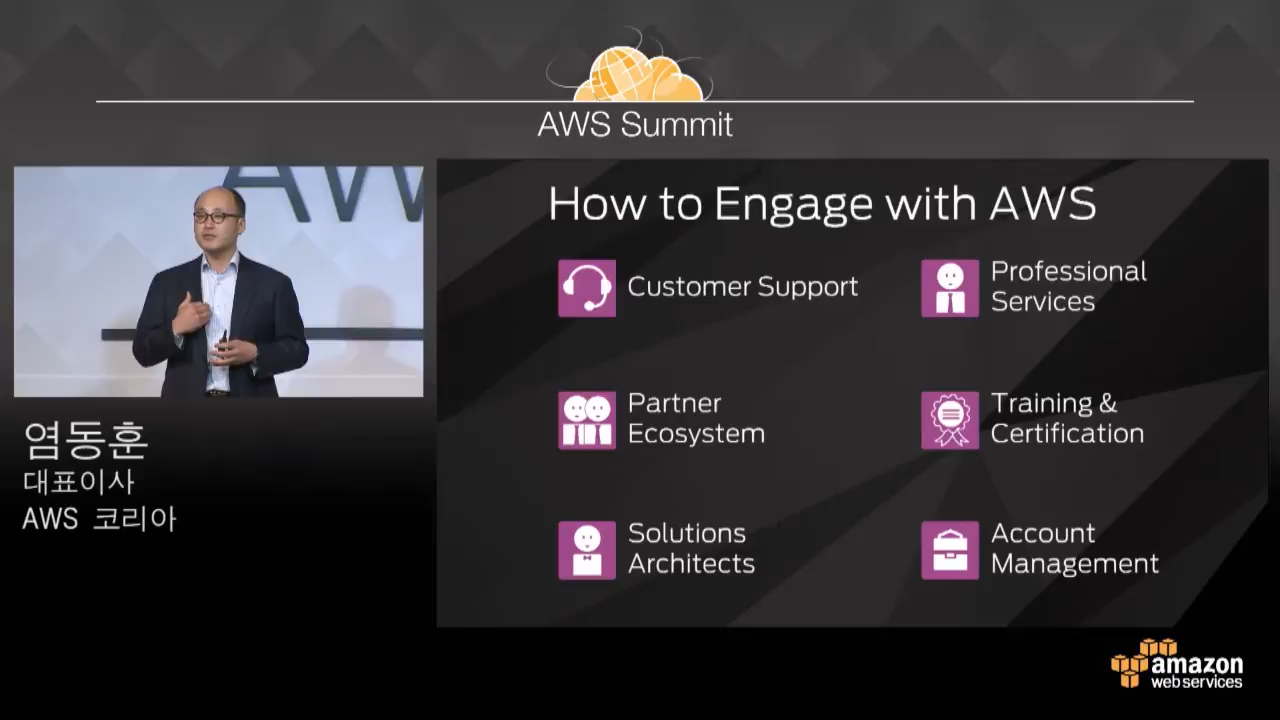 AWS Summit
AW
염동훈
대표이사
AWS 코리아
How to Engage with AWS
Customer Support
Professional
Services
Partner
Ecosystem
Training &
Certification
Solutions
Architects
Account
Management
amazon
web services